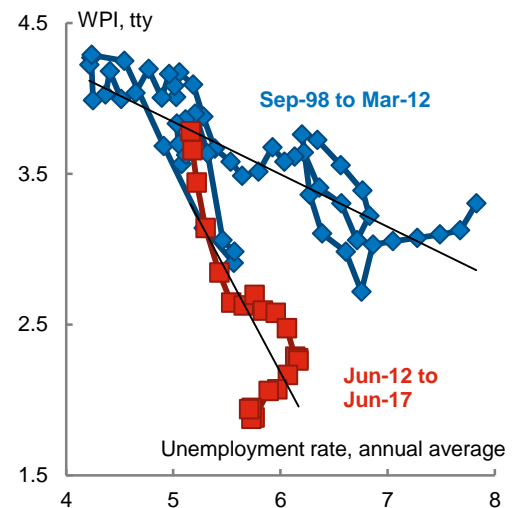 WPI, tty
4.5
3.5
2.5
1.5
Sep-98 to Mar-12
Jun-12 to
Jun-17
Unemployment rate, annual average
4 5 6 7 8